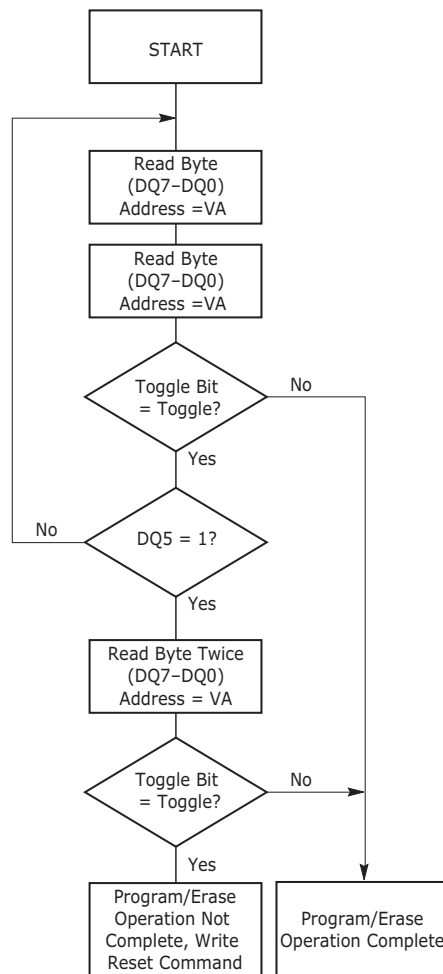 START
Read Byte
(DQ7–DQ0)
Address =VA
Read Byte
(DQ7–DQ0)
Address =VA
Toggle Bit
= Toggle?
No
Yes
No
DQ5 = 1?
Yes
Read Byte Twice
(DQ7–DQ0)
Address = VA
Toggle Bit
= Toggle?
No
Yes
Program/Erase
Operation Not
Complete, Write
Reset Command
Program/Erase
Operation Complete